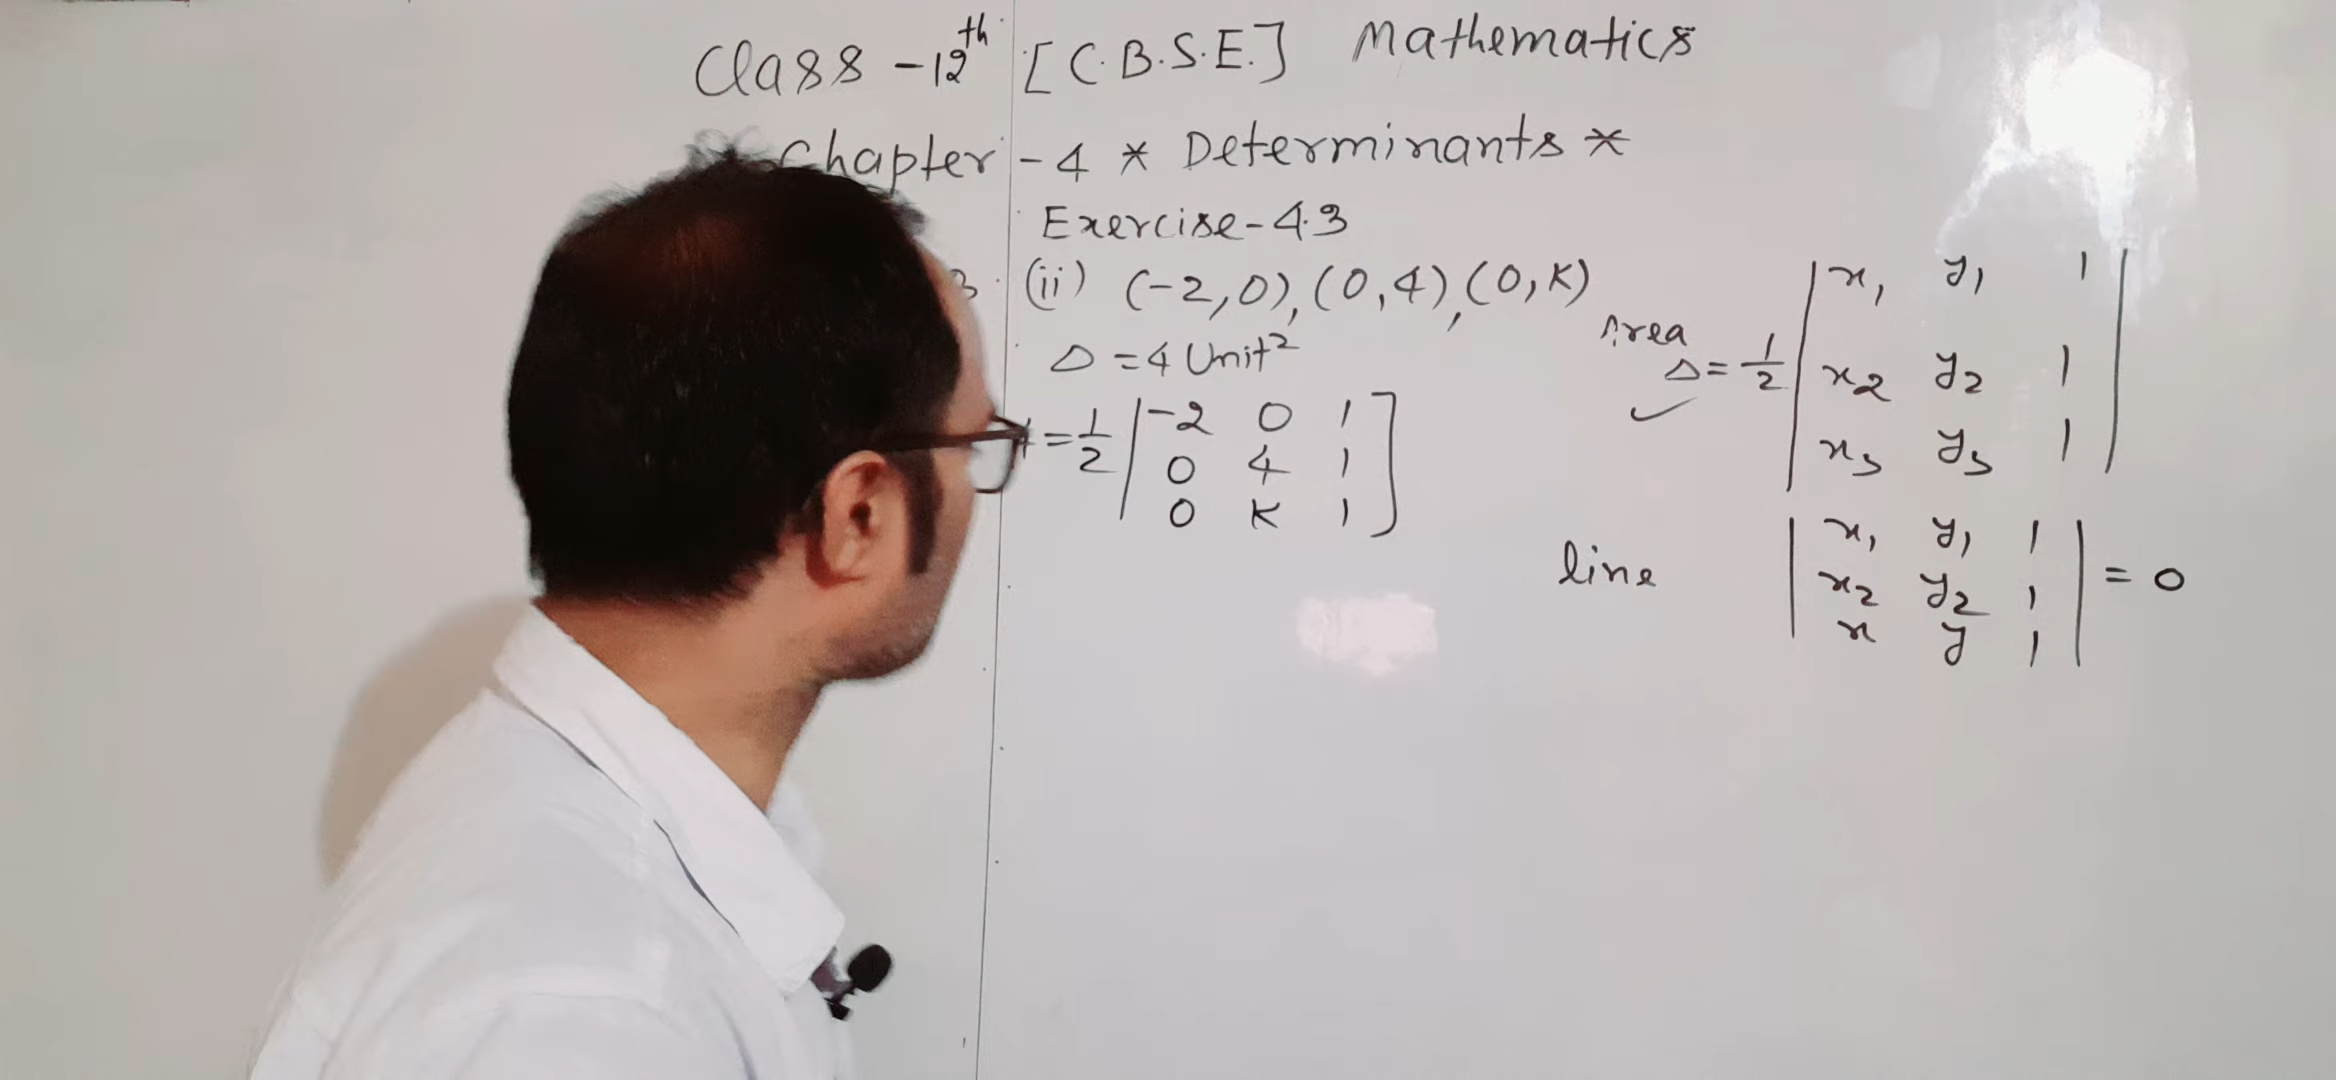 Class - 12th [C.B.S.E.] Mathematics
Chapter - 4 * Determinants *
Exercise - 4.3
3 (ii) (-2,0), (0,4), (0,K)
Δ = 4 Unit²
= 1/2 | -2 0 1
0 4 1
0 K 1 ]
Area
Δ = 1/2 | x₁ y₁ 1 |
x₂ y₂ 1
x₃ y₃ 1
line | x₁ y₁ 1 | = 0
x₂ y₂ 1
x y 1